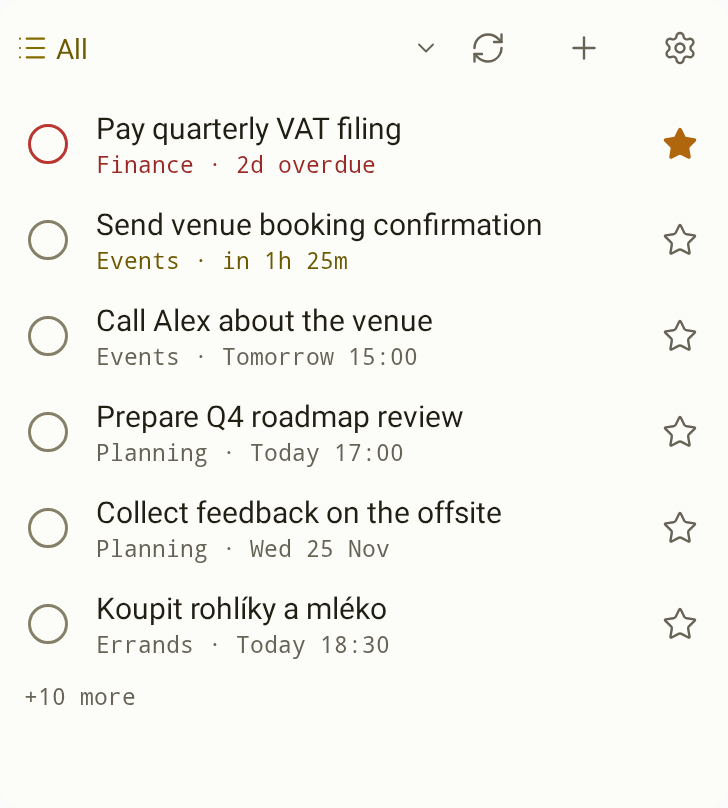 All
Pay quarterly VAT filing
Finance · 2d overdue
Send venue booking confirmation
Events · in 1h 25m
Call Alex about the venue
Events · Tomorrow 15:00
Prepare Q4 roadmap review
Planning · Today 17:00
Collect feedback on the offsite
Planning · Wed 25 Nov
Koupit rohlíky a mléko
Errands · Today 18:30
+10 more